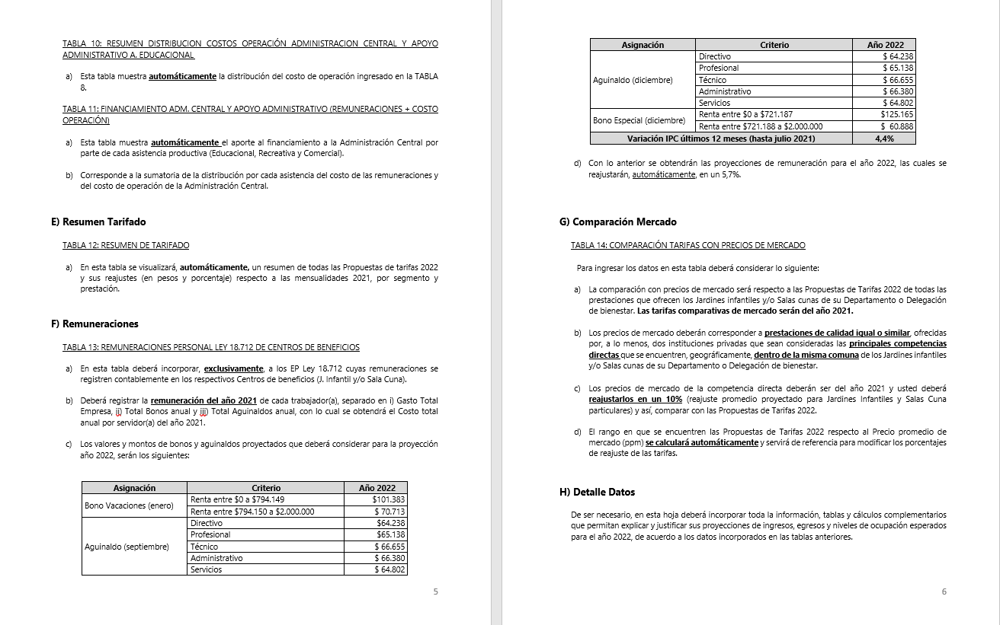 TABLA 10: RESUMEN DISTRIBUCION COSTOS OPERACIÓN ADMINISTRACION CENTRAL Y APOYO
ADMINISTRATIVO A. EDUCACIONAL
a) Esta tabla muestra automáticamente la distribución del costo de operación ingresado en la TABLA
8.
TABLA 11: FINANCIAMIENTO ADM. CENTRAL Y APOYO ADMINISTRATIVO (REMUNERACIONES + COSTO
OPERACIÓN)
a) Esta tabla muestra automáticamente el aporte al financiamiento a la Administración Central por
parte de cada asistencia productiva (Educacional, Recreativa y Comercial).
b) Corresponde a la sumatoria de la distribución por cada asistencia del costo de las remuneraciones y
del costo de operación de la Administración Central.
E) Resumen Tarifado
TABLA 12: RESUMEN DE TARIFADO
a) En esta tabla se visualizará, automáticamente, un resumen de todas las Propuestas de tarifas 2022
y sus reajustes (en pesos y porcentaje) respecto a las mensualidades 2021, por segmento y
prestación.
F) Remuneraciones
TABLA 13: REMUNERACIONES PERSONAL LEY 18.712 DE CENTROS DE BENEFICIOS
a) En esta tabla deberá incorporar, exclusivamente, a los EP Ley 18.712 cuyas remuneraciones se
registren contablemente en los respectivos Centros de beneficios (J. Infantil y/o Sala Cuna).
b) Deberá registrar la remuneración del año 2021 de cada trabajador(a), separado en i) Gasto Total
Empresa, ii) Total Bonos anual y iii) Total Aguinaldos anual, con lo cual se obtendrá el Costo total
anual por servidor(a) del año 2021.
c) Los valores y montos de bonos y aguinaldos proyectados que deberá considerar para la proyección
año 2022, serán los siguientes:
Asignación Criterio Año 2022
Bono Vacaciones (enero) Renta entre $0 a $794.149 $101.383
Renta entre $794.150 a $2.000.000 $ 70.713
Aguinaldo (septiembre) Directivo $64.238
Profesional $65.138
Técnico $ 66.655
Administrativo $ 66.380
Servicios $ 64.802
5
Asignación Criterio Año 2022
Aguinaldo (diciembre) Directivo $ 64.238
Profesional $ 65.138
Técnico $ 66.655
Administrativo $ 66.380
Servicios $ 64.802
Bono Especial (diciembre) Renta entre $0 a $721.187 $125.165
Renta entre $721.188 a $2.000.000 $ 60.888
Variación IPC últimos 12 meses (hasta julio 2021) 4,4%
d) Con lo anterior se obtendrán las proyecciones de remuneración para el año 2022, las cuales se
reajustarán, automáticamente, en un 5,7%.
G) Comparación Mercado
TABLA 14: COMPARACIÓN TARIFAS CON PRECIOS DE MERCADO
Para ingresar los datos en esta tabla deberá considerar lo siguiente:
a) La comparación con precios de mercado será respecto a las Propuestas de Tarifas 2022 de todas las
prestaciones que ofrecen los Jardines infantiles y/o Salas cunas de su Departamento o Delegación
de bienestar. Las tarifas comparativas de mercado serán del año 2021.
b) Los precios de mercado deberán corresponder a prestaciones de calidad igual o similar, ofrecidas
por, a lo menos, dos instituciones privadas que sean consideradas las principales competencias
directas que se encuentren, geográficamente, dentro de la misma comuna de los Jardines infantiles
y/o Salas cunas de su Departamento o Delegación de bienestar.
c) Los precios de mercado de la competencia directa deberán ser del año 2021 y usted deberá
reajustarlos en un 10% (reajuste promedio proyectado para Jardines Infantiles y Salas Cuna
particulares) y así, comparar con las Propuestas de Tarifas 2022.
d) El rango en que se encuentren las Propuestas de Tarifas 2022 respecto al Precio promedio de
mercado (ppm) se calculará automáticamente y servirá de referencia para modificar los porcentajes
de reajuste de las tarifas.
H) Detalle Datos
De ser necesario, en esta hoja deberá incorporar toda la información, tablas y cálculos complementarios
que permitan explicar y justificar sus proyecciones de ingresos, egresos y niveles de ocupación esperados
para el año 2022, de acuerdo a los datos incorporados en las tablas anteriores.
6